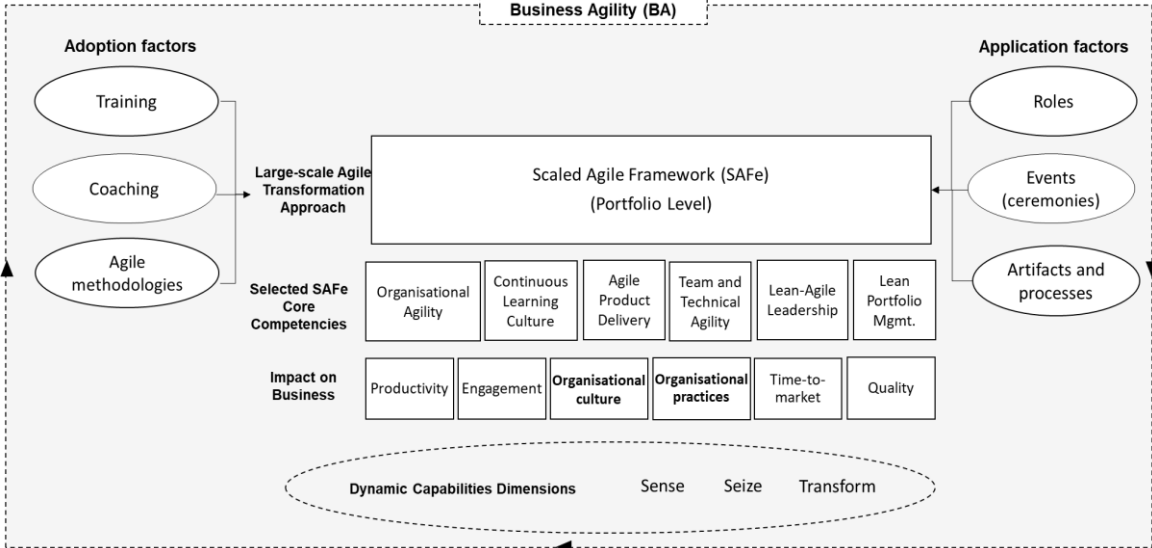 Business Agility (BA)
Adoption factors
Training
Coaching
Agile
methodologies
Large-scale Agile
Transformation
Approach
Scaled Agile Framework (SAFe)
(Portfolio Level)
Application factors
Roles
Events
(ceremonies)
Artifacts and
processes
Selected SAFe
Core
Competencies
Organisational
Agility
Continuous
Learning
Culture
Agile
Product
Delivery
Team and
Technical
Agility
Lean-Agile
Leadership
Lean
Portfolio
Mgmt.
Impact on
Business
Productivity
Engagement
Organisational
culture
Organisational
practices
Time-to-
market
Quality
Dynamic Capabilities Dimensions
Sense
Seize
Transform